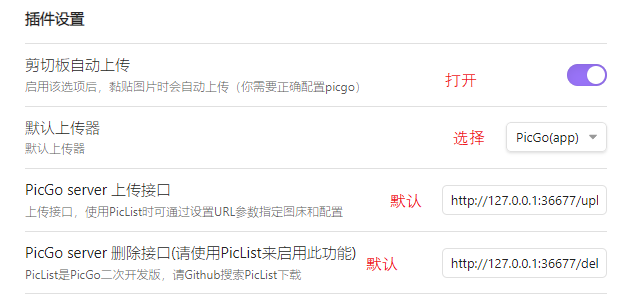 插件设置
剪切板自动上传
启用该选项后，黏贴图片时会自动上传（你需要正确配置picgo）
打开
默认上传器
默认上传器
选择
PicGo(app)
PicGo server 上传接口
上传接口，使用PicList时可通过设置URL参数指定图床和配置
默认
http://127.0.0.1:36677/upl
PicGo server 删除接口(请使用PicList来启用此功能)
PicList是PicGo二次开发版，请Github搜索PicList下载
默认
http://127.0.0.1:36677/del